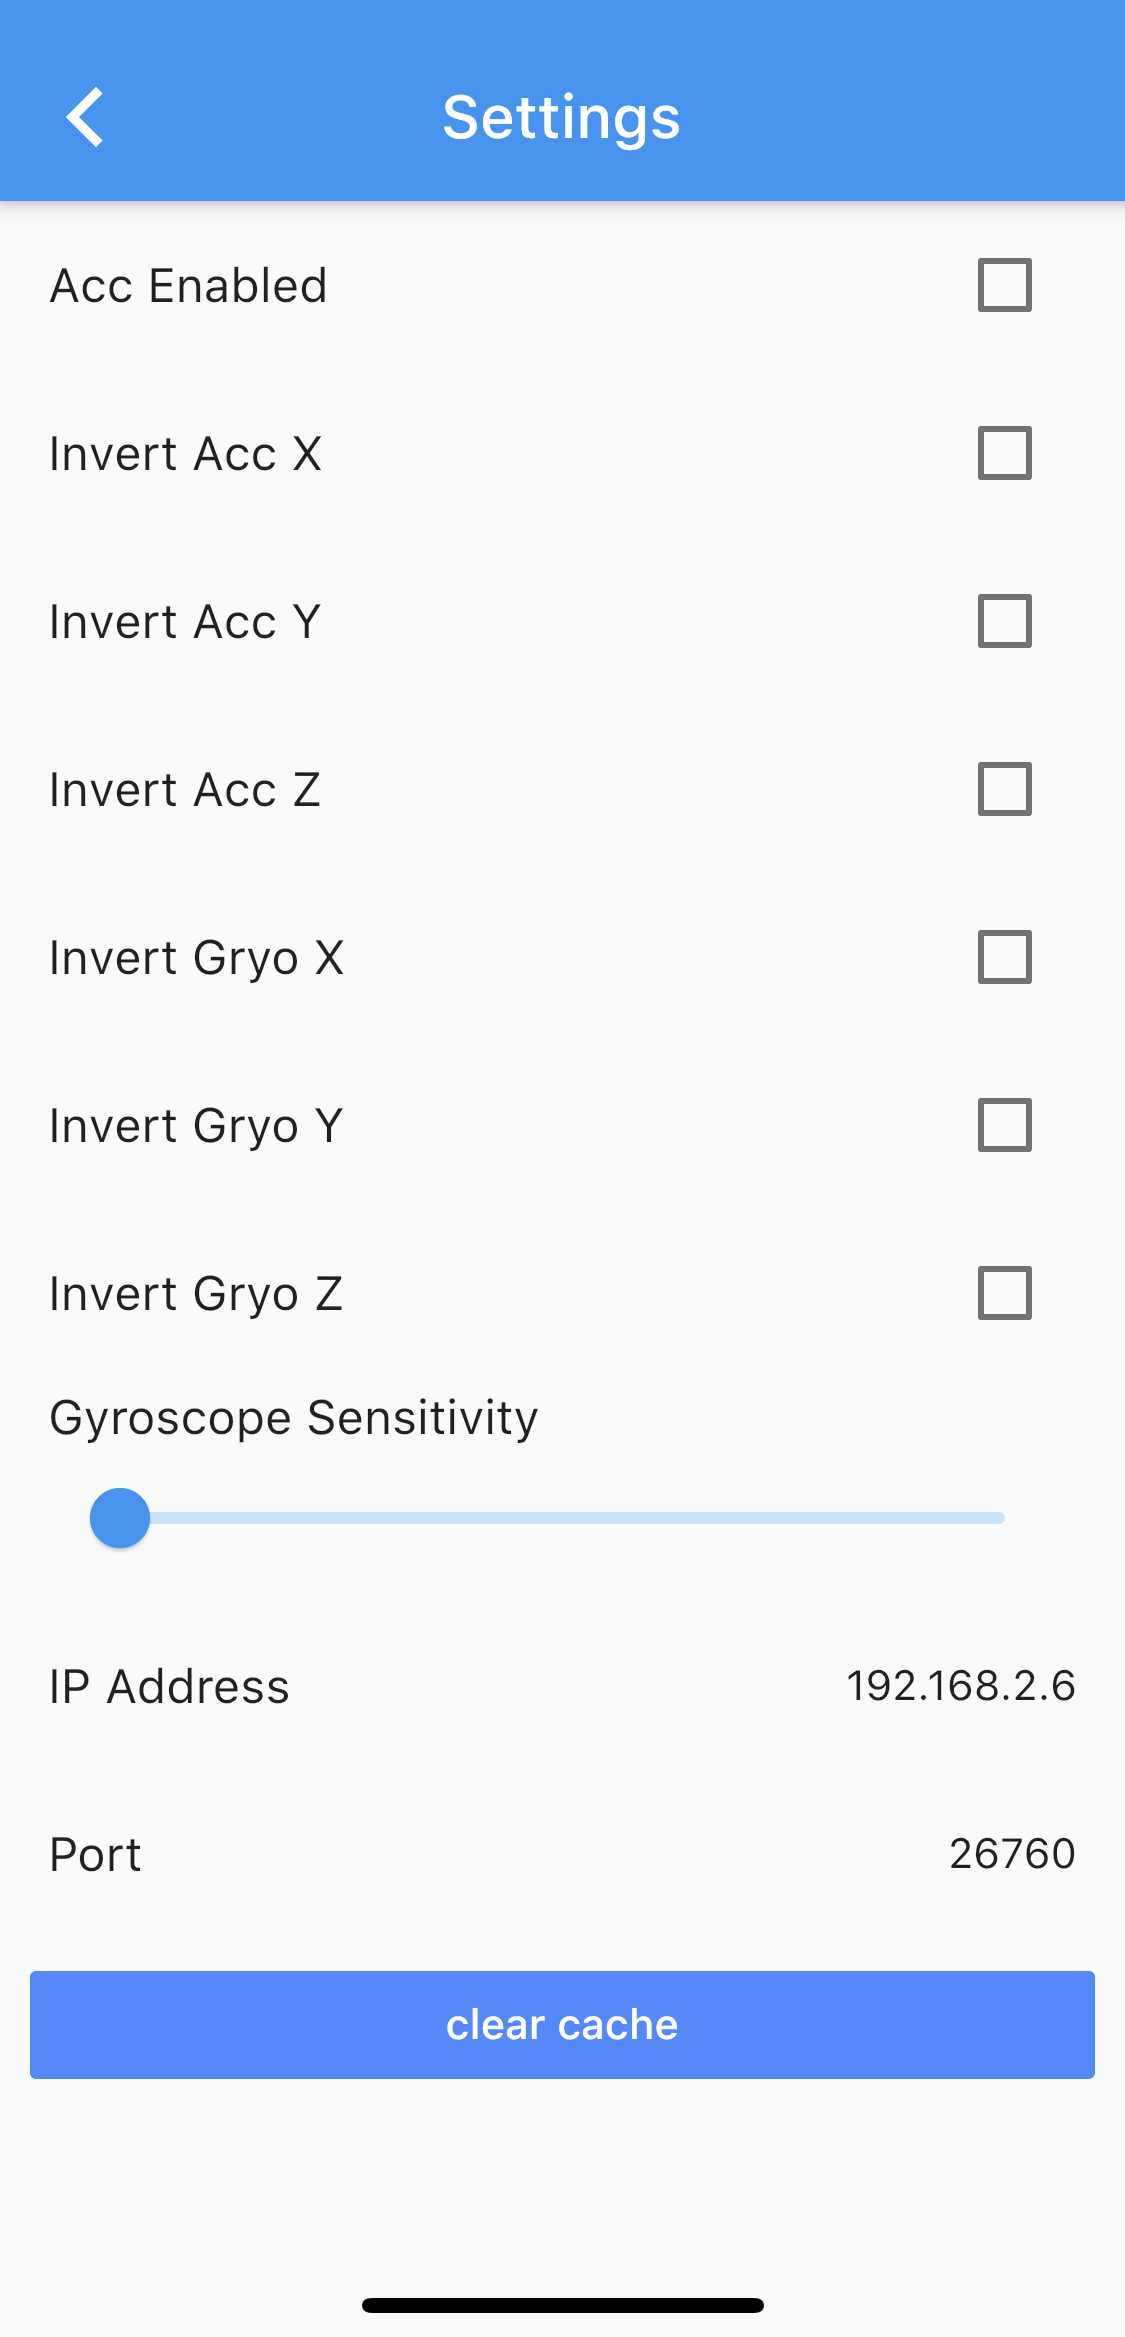 Settings
Acc Enabled
Invert Acc X
Invert Acc Y
Invert Acc Z
Invert Gryo X
Invert Gryo Y
Invert Gryo Z
Gyroscope Sensitivity
IP Address 192.168.2.6
Port 26760
clear cache